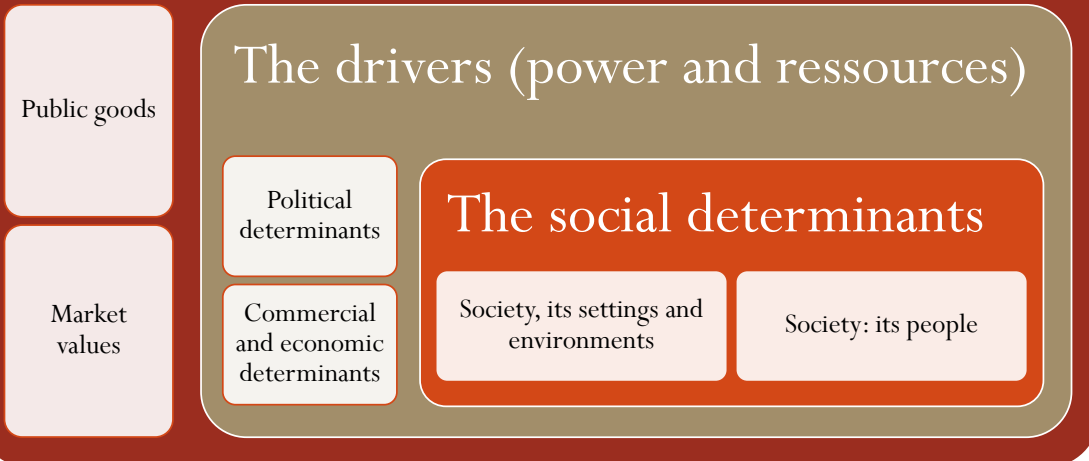 Public goods
Market
values
The drivers (power and ressources)
Political
determinants
Commercial
and economic
determinants
The social determinants
Society, its settings and
environments
Society: its people